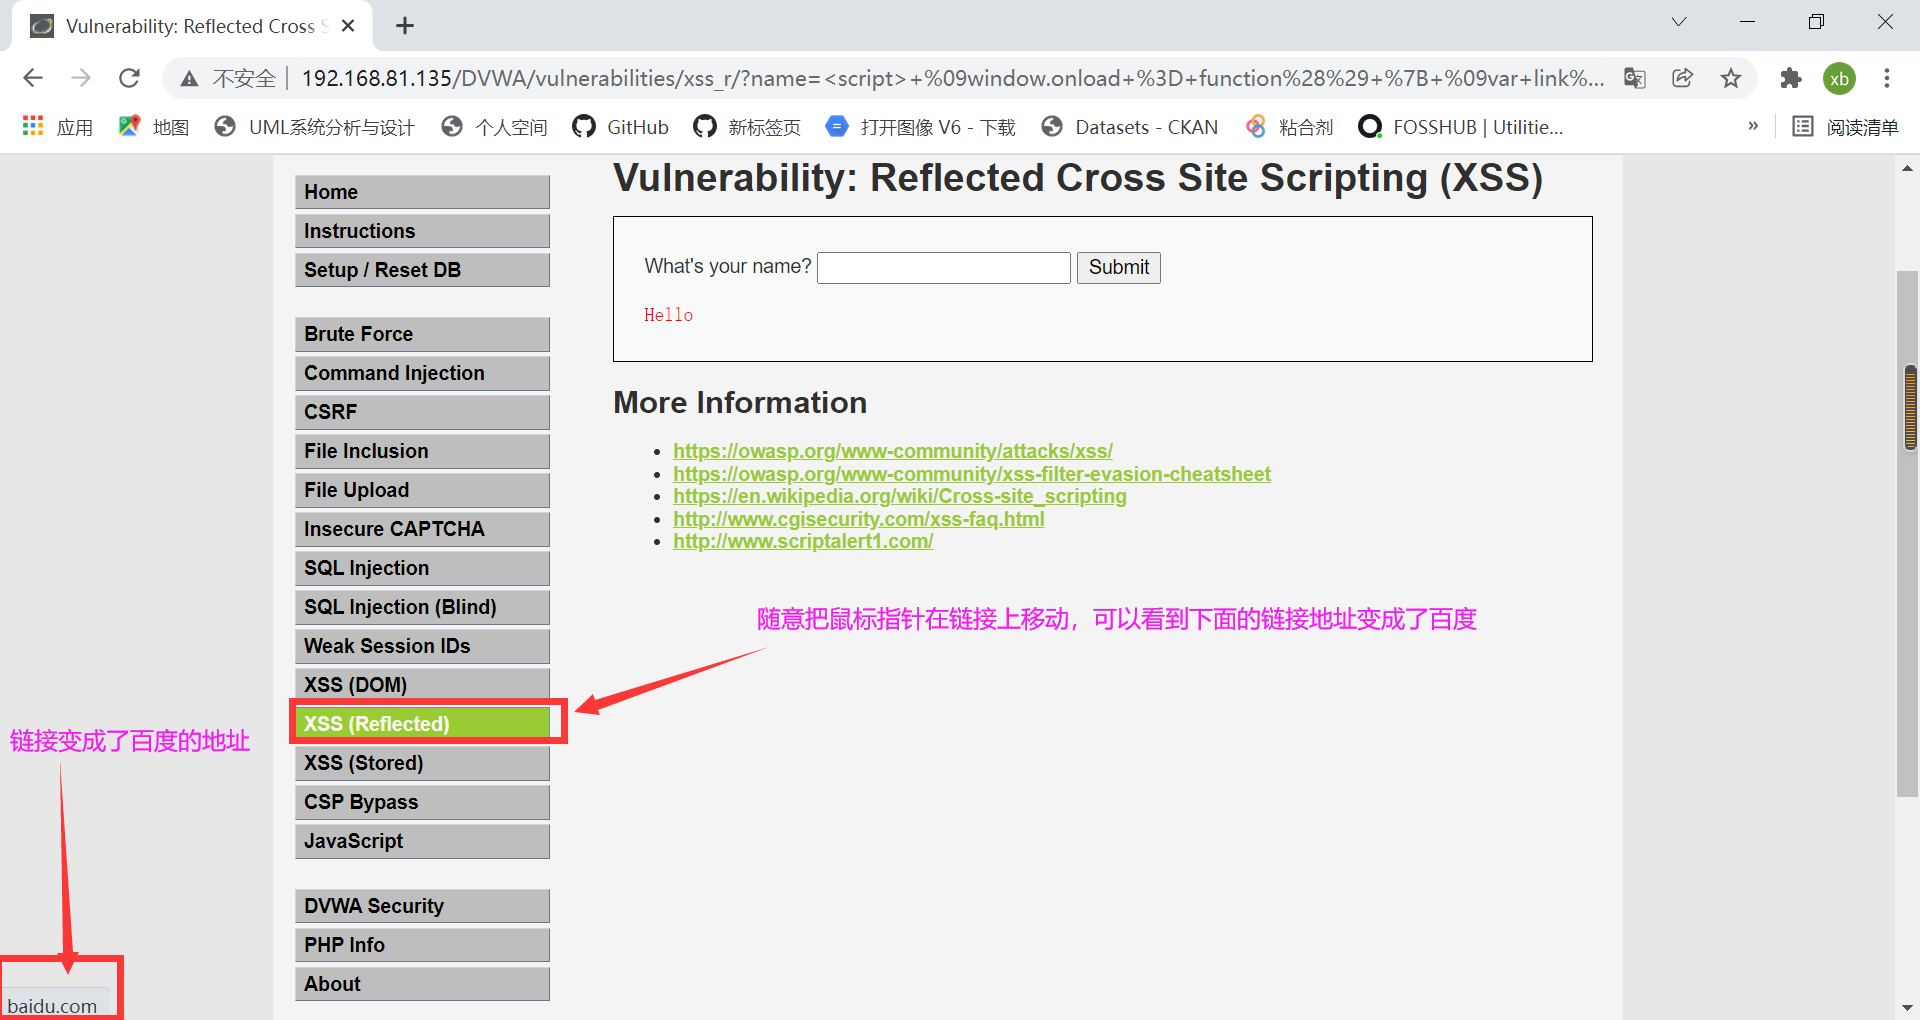 Vulnerability: Reflected Cross S
不安全 192.168.81.135/DVWA/vulnerabilities/xss_r/?name=<script>+%09window.onload+%3D+function%28%29+%7B+%09var+link%... xb
应用 地图 UML系统分析与设计 个人空间 GitHub 新标签页 打开图像 V6 - 下载 Datasets - CKAN 粘合剂 FOSSHUB | Utilitie... » 阅读清单
Vulnerability: Reflected Cross Site Scripting (XSS)
Home
Instructions
Setup / Reset DB
Brute Force
Command Injection
CSRF
File Inclusion
File Upload
Insecure CAPTCHA
SQL Injection
SQL Injection (Blind)
Weak Session IDs
XSS (DOM)
XSS (Reflected)
XSS (Stored)
CSP Bypass
JavaScript
DVWA Security
PHP Info
About
What's your name? Submit
Hello
More Information
https://owasp.org/www-community/attacks/xss/
https://owasp.org/www-community/xss-filter-evasion-cheatsheet
https://en.wikipedia.org/wiki/Cross-site_scripting
http://www.cgisecurity.com/xss-faq.html
http://www.scriptalert1.com/
随意把鼠标指针在链接上移动，可以看到下面的链接地址变成了百度
链接变成了百度的地址
baidu.com